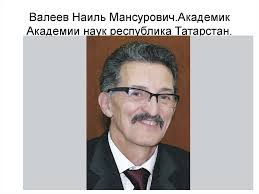 Валеев Наиль Мансурович.Академик
Академии наук республика Татарстан.